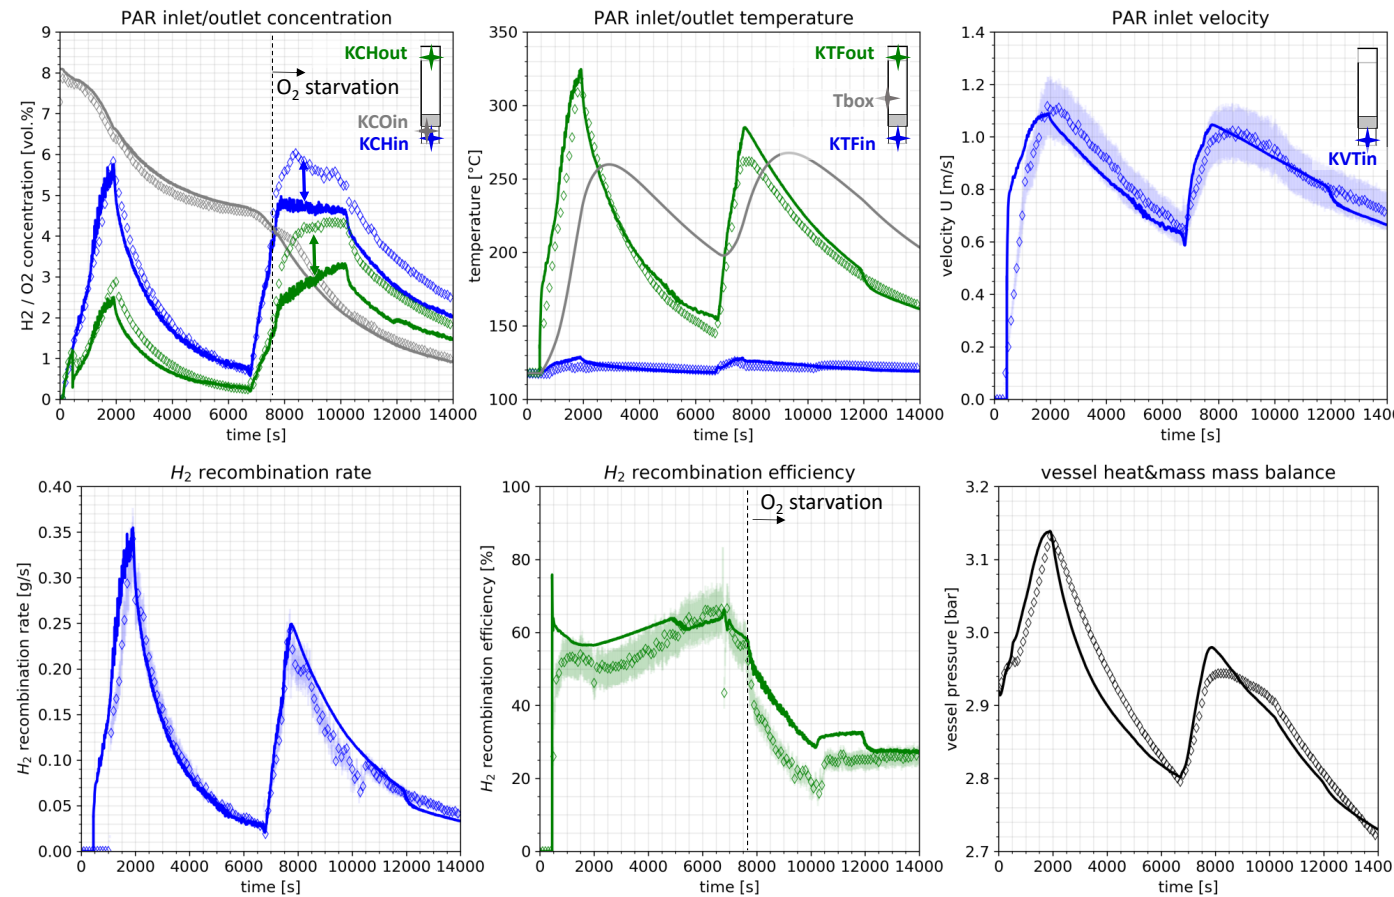 PAR inlet/outlet concentration
H2 / O2 concentration [vol.%]
9
8
7
6
5
4
3
2
1
0
KCHout
O2 starvation
KCOin
KCHin
0 2000 4000 6000 8000 10000 12000 14000
time [s]
PAR inlet/outlet temperature
temperature [°C]
350
300
250
200
150
100
KTFout
Tbox
KTFin
0 2000 4000 6000 8000 10000 12000 14000
time [s]
PAR inlet velocity
velocity U [m/s]
1.4
1.2
1.0
0.8
0.6
0.4
0.2
0.0
KVTin
0 2000 4000 6000 8000 10000 12000 1400
time [s]
H2 recombination rate
H2 recombination rate [g/s]
0.40
0.35
0.30
0.25
0.20
0.15
0.10
0.05
0.00
0 2000 4000 6000 8000 10000 12000 14000
time [s]
H2 recombination efficiency
H2 recombination efficiency [%]
100
80
60
40
20
0
O2 starvation
0 2000 4000 6000 8000 10000 12000 14000
time [s]
vessel heat&mass mass balance
vessel pressure [bar]
3.2
3.1
3.0
2.9
2.8
2.7
0 2000 4000 6000 8000 10000 12000 1400
time [s]